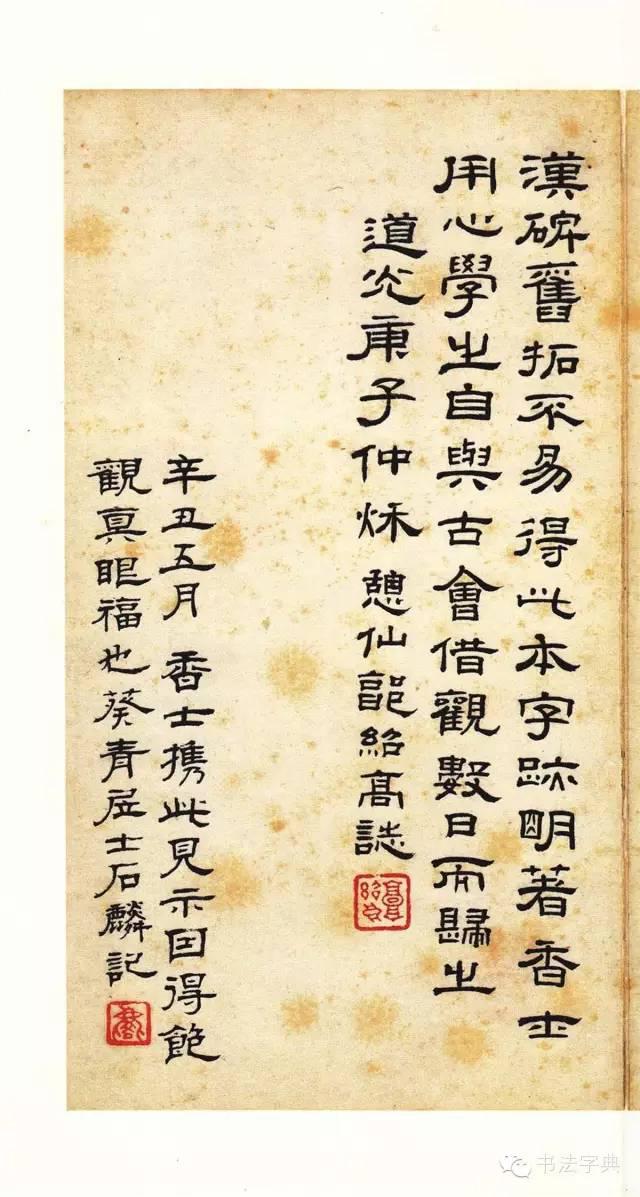 漢碑舊拓不易得此本字跡明著香士
用心學之自與古會借觀數日而歸之
道光庚子仲秌憩仙郭紹高誌
辛丑五月香士携此見示因得飽
觀真眼福也葵青居士石麟記
书法字典